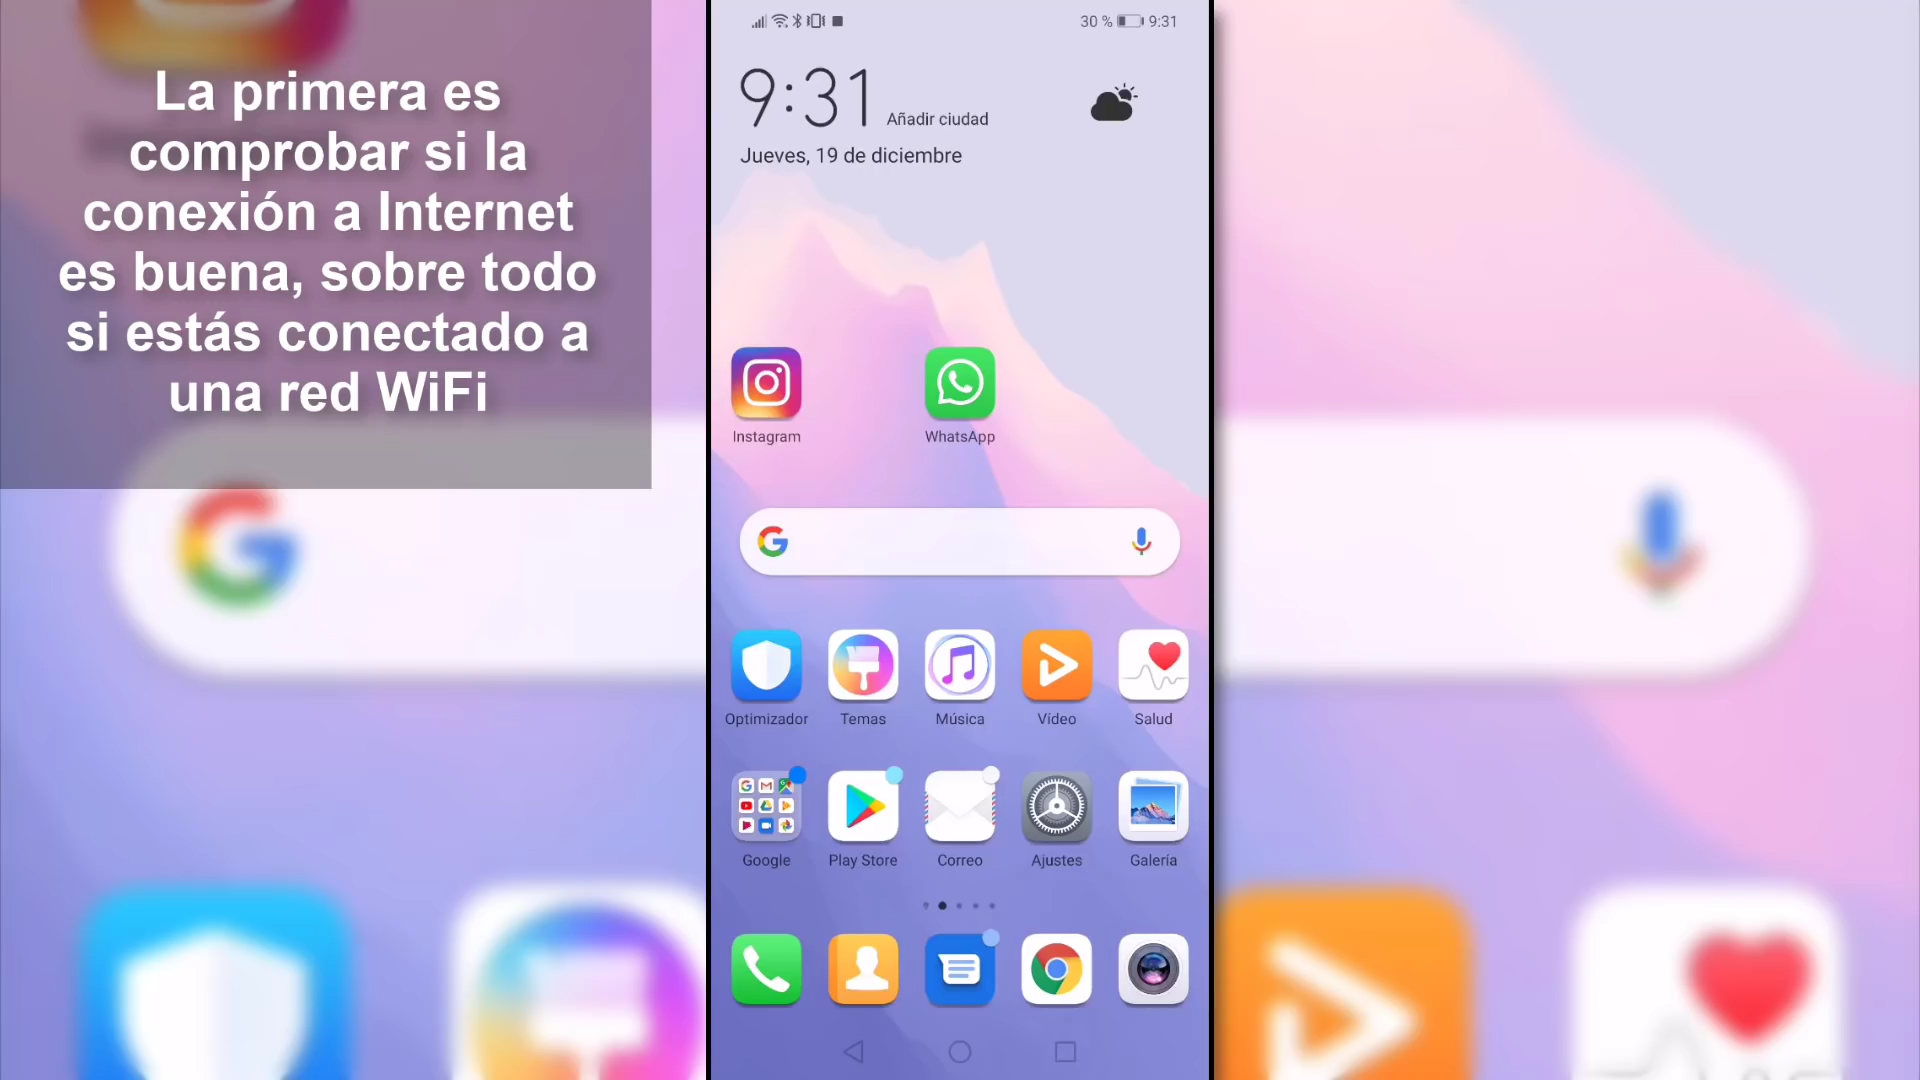 La primera es
comprobar si la
conexión a Internet
es buena, sobre todo
si estás conectado a
una red WiFi
30 % 9:31
9:31 Añadir ciudad
Jueves, 19 de diciembre
Instagram WhatsApp
Optimizador Temas Música Vídeo Salud
Google Play Store Correo Ajustes Galería